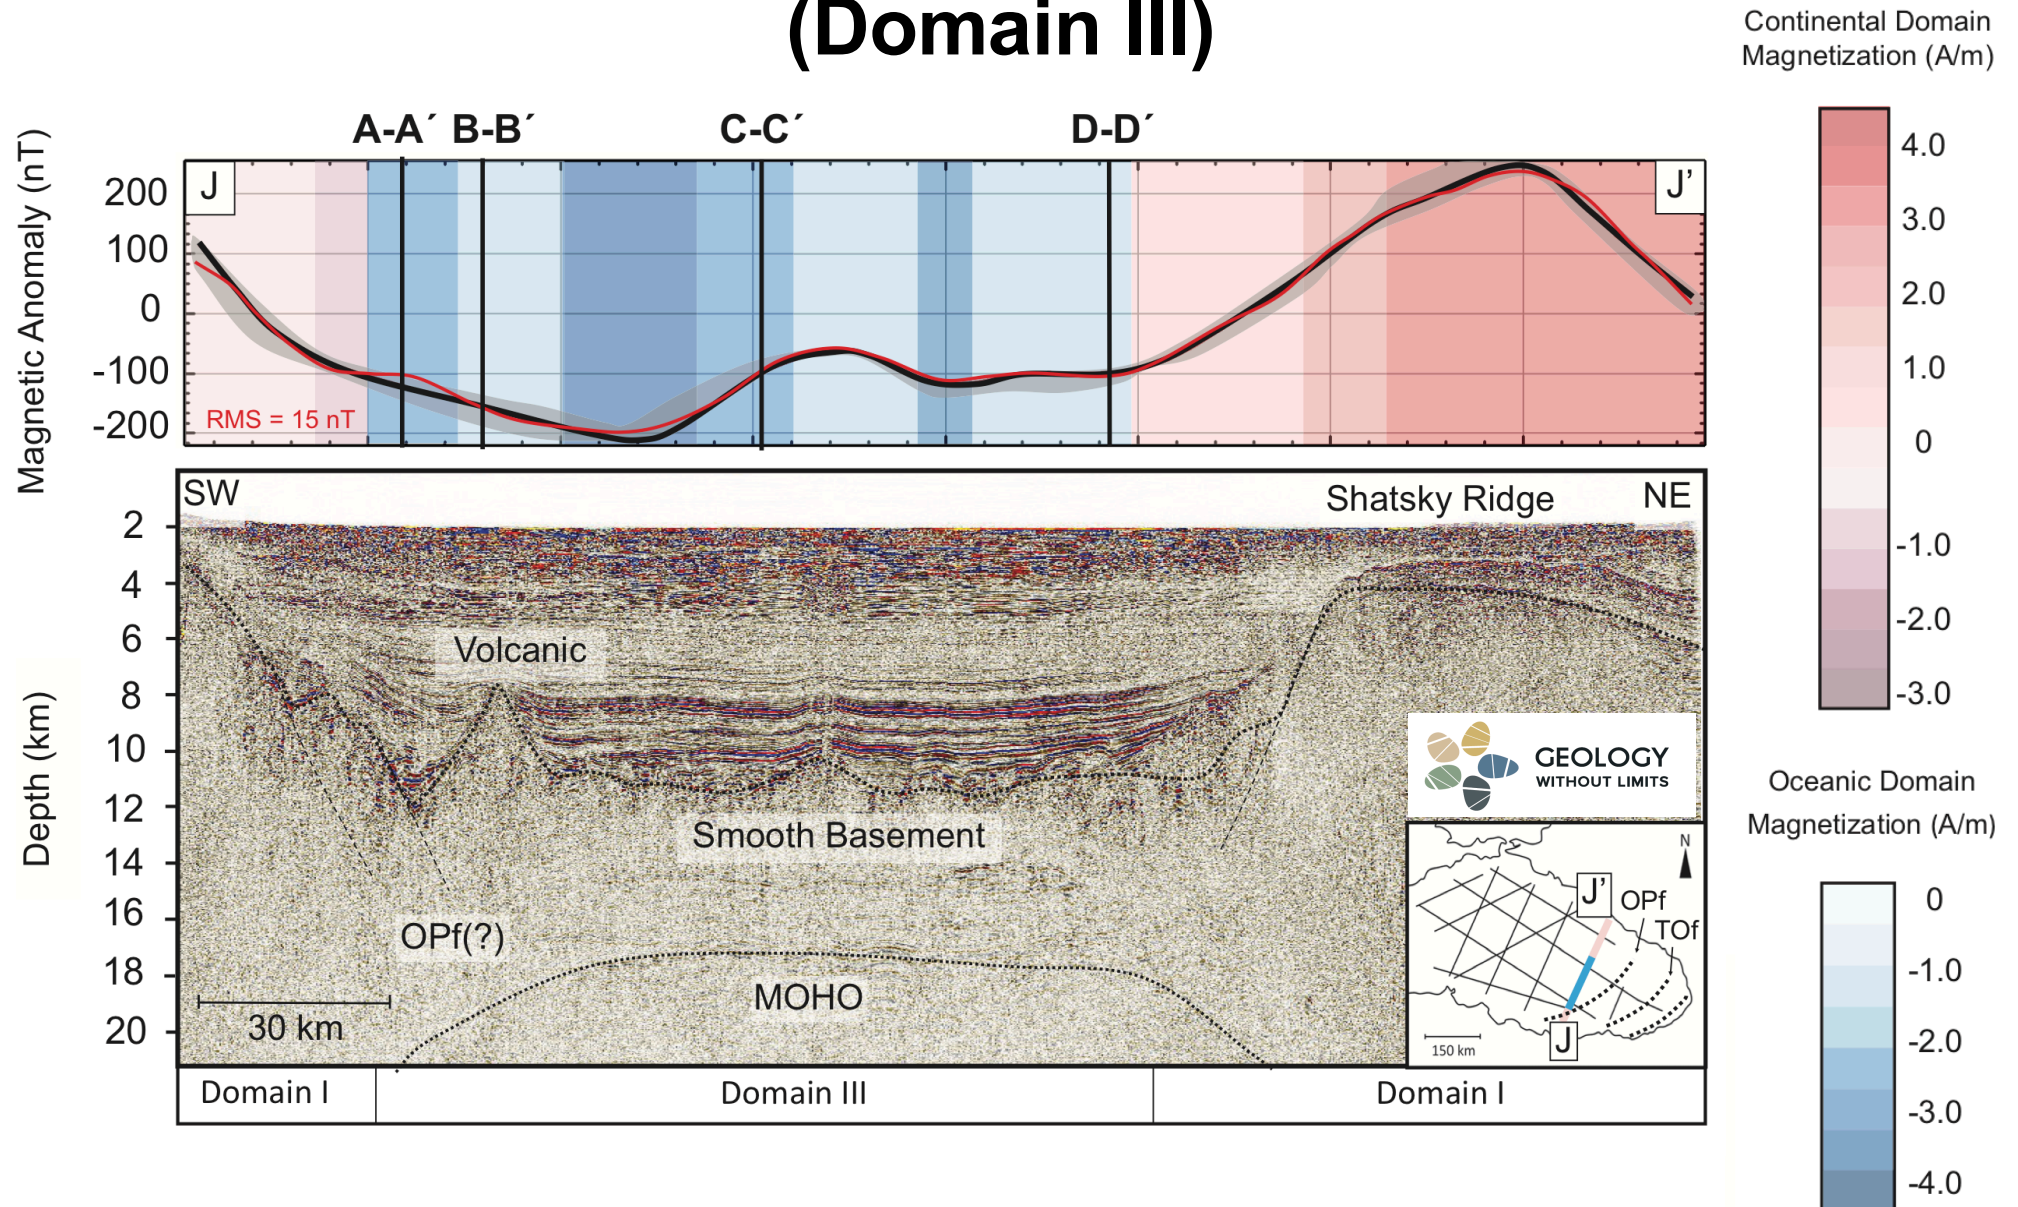 (Domain III)
Continental Domain
Magnetization (A/m)
A-A´ B-B´ C-C´ D-D´
Magnetic Anomaly (nT)
J
J’
200
100
0
-100
-200
RMS = 15 nT
4.0
3.0
2.0
1.0
0
-1.0
-2.0
-3.0
SW
Shatsky Ridge
NE
Depth (km)
2
4
6
8
10
12
14
16
18
20
Volcanic
Smooth Basement
OPf(?)
MOHO
30 km
GEOLOGY
WITHOUT LIMITS
N
J’
OPf
TOf
J
150 km
Domain I
Domain III
Domain I
Oceanic Domain
Magnetization (A/m)
0
-1.0
-2.0
-3.0
-4.0